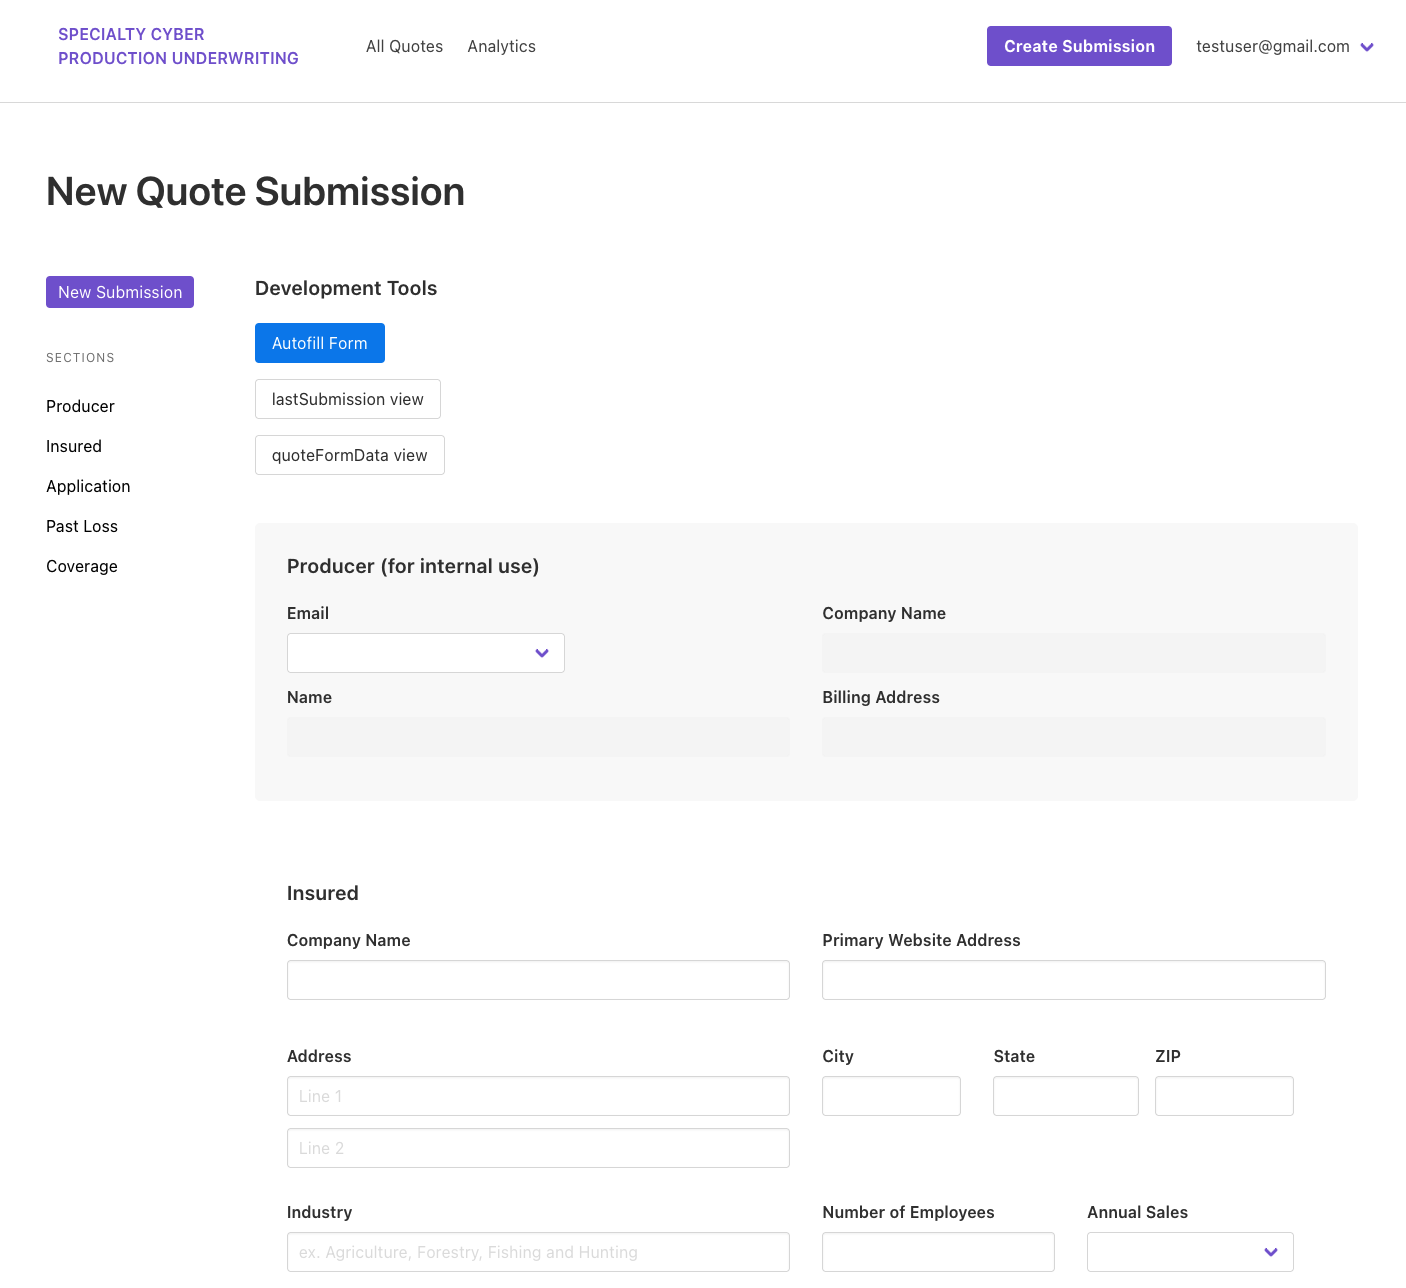 SPECIALTY CYBER
PRODUCTION UNDERWRITING
All Quotes
Analytics
Create Submission
testuser@gmail.com
New Quote Submission
New Submission
SECTIONS
Producer
Insured
Application
Past Loss
Coverage
Development Tools
Autofill Form
lastSubmission view
quoteFormData view
Producer (for internal use)
Email
Company Name
Name
Billing Address
Insured
Company Name
Primary Website Address
Address
City
State
ZIP
Line 1
Line 2
Industry
Number of Employees
Annual Sales
ex. Agriculture, Forestry, Fishing and Hunting